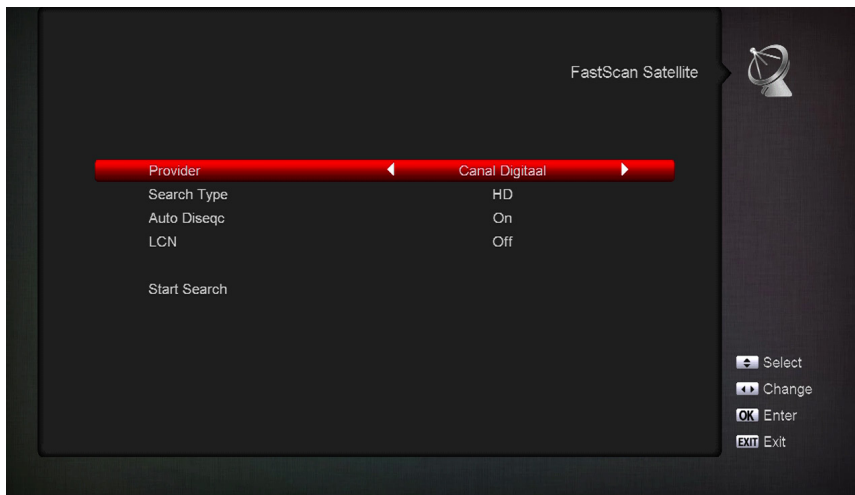 FastScan Satellite
Provider Canal Digitaal
Search Type HD
Auto Diseqc On
LCN Off
Start Search
Select
Change
OK Enter
EXIT Exit